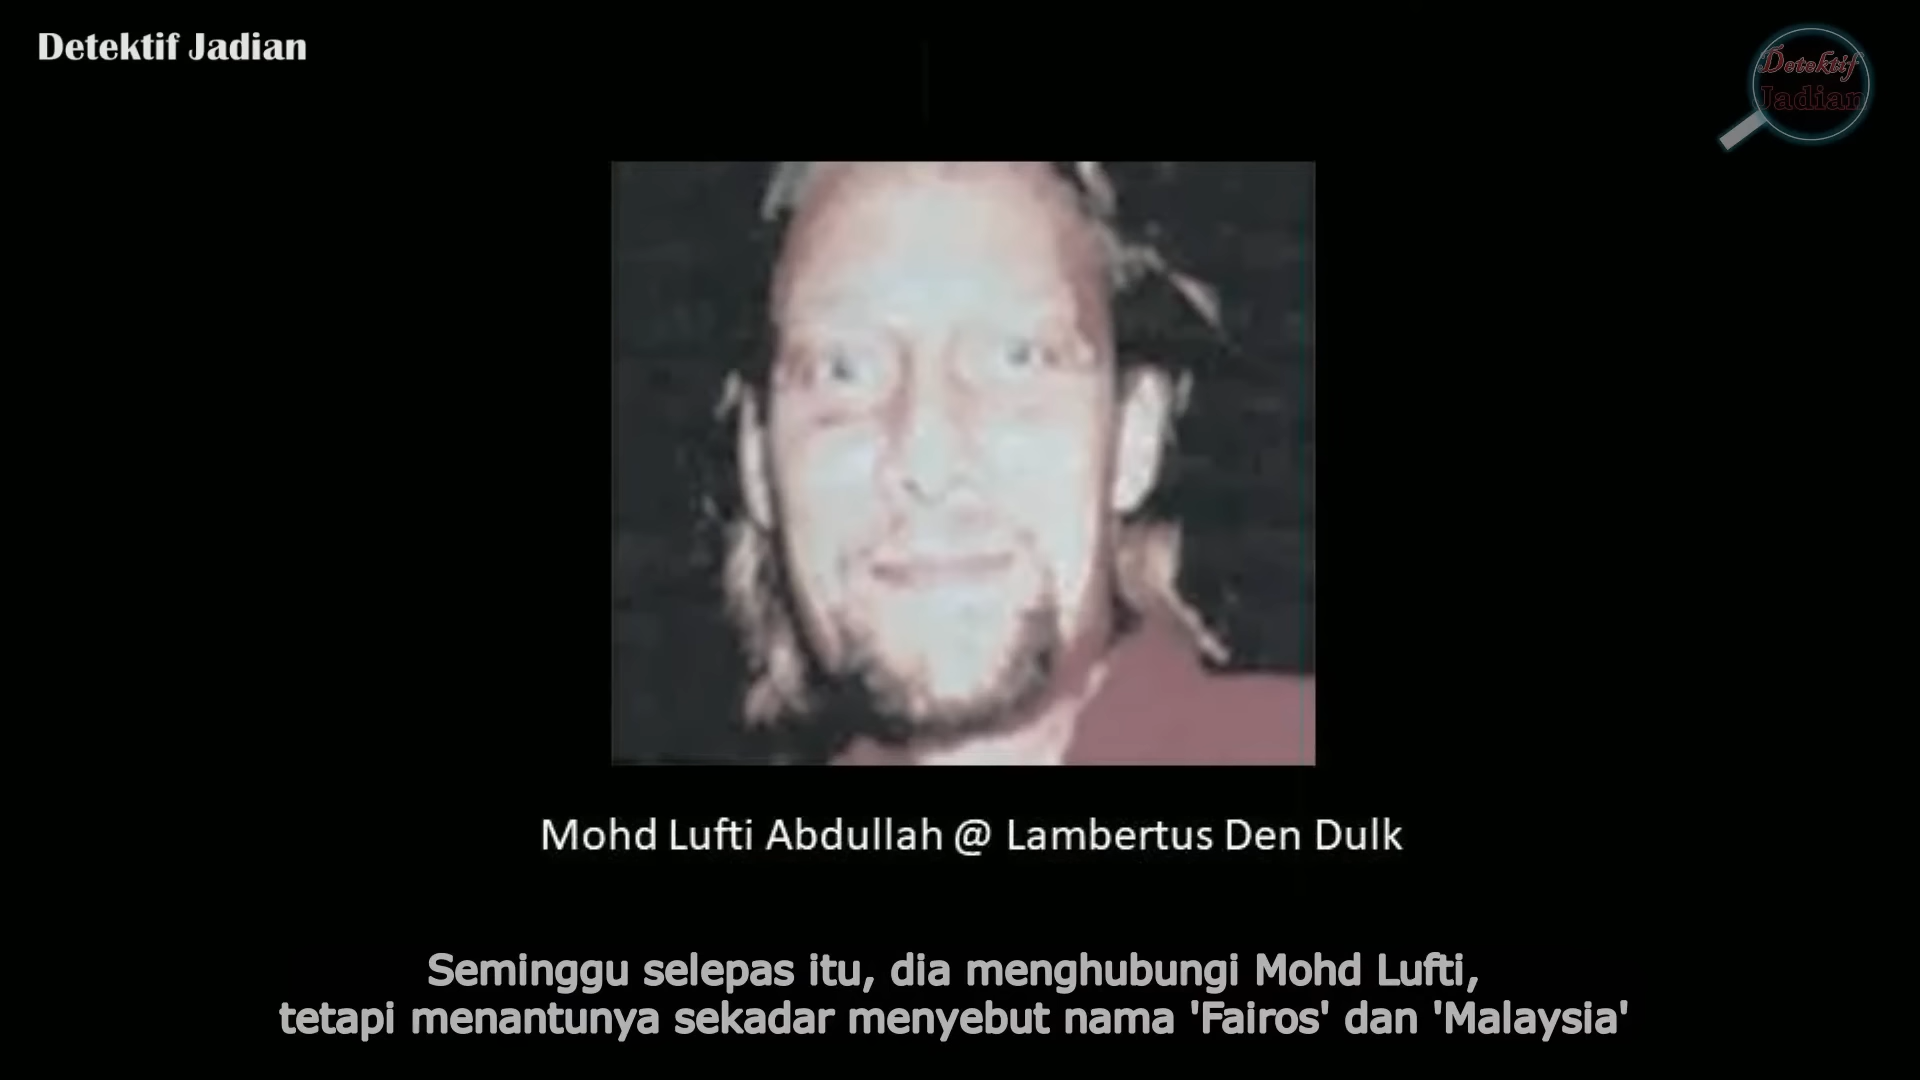 Detektif Jadian
Detektif
Jadian
Mohd Lufti Abdullah @ Lambertus Den Dulk
Seminggu selepas itu, dia menghubungi Mohd Lufti,
tetapi menantunya sekadar menyebut nama 'Fairos' dan 'Malaysia'